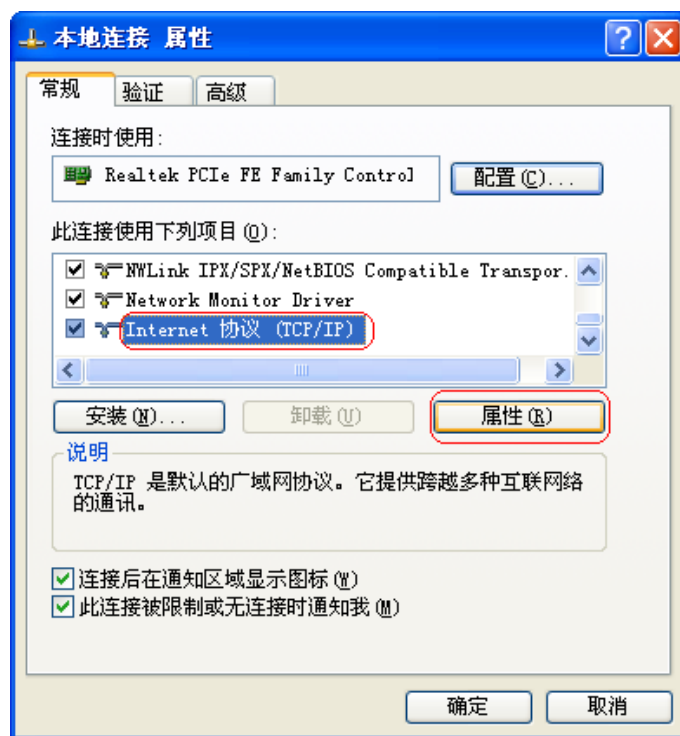 本地连接 属性
常规 验证 高级
连接时使用:
Realtek PCIe FE Family Control
配置(C)...
此连接使用下列项目(O):
NWLink IPX/SPX/NetBIOS Compatible Transpor.
Network Monitor Driver
Internet 协议 (TCP/IP)
安装(N)... 卸载(U) 属性(R)
说明
TCP/IP 是默认的广域网协议。它提供跨越多种互联网络
的通讯。
连接后在通知区域显示图标(W)
此连接被限制或无连接时通知我(M)
确定 取消